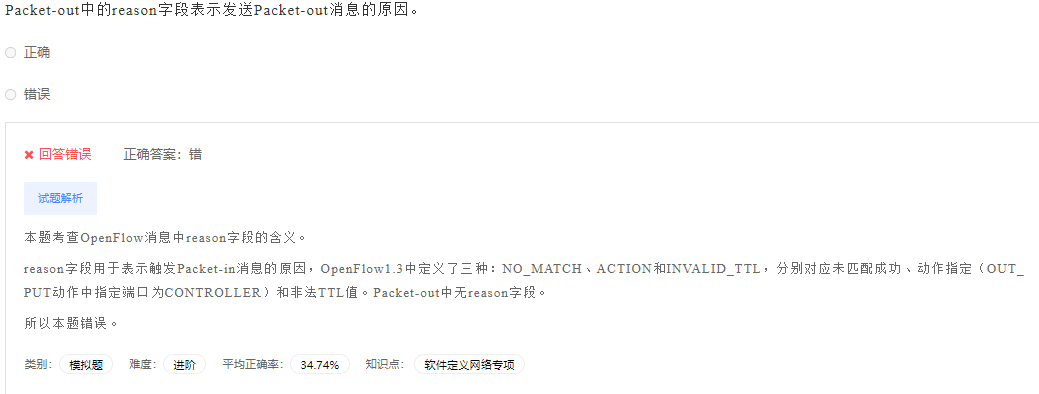 Packet-out中的reason字段表示发送Packet-out消息的原因。
正确
错误
✖ 回答错误 正确答案：错
试题解析
本题考查OpenFlow消息中reason字段的含义。
reason字段用于表示触发Packet-in消息的原因，OpenFlow1.3中定义了三种：NO_MATCH、ACTION和INVALID_TTL，分别对应未匹配成功、动作指定（OUT_
PUT动作中指定端口为CONTROLLER）和非法TTL值。Packet-out中无reason字段。
所以本题错误。
类别： 模拟题 难度： 进阶 平均正确率： 34.74% 知识点： 软件定义网络专项